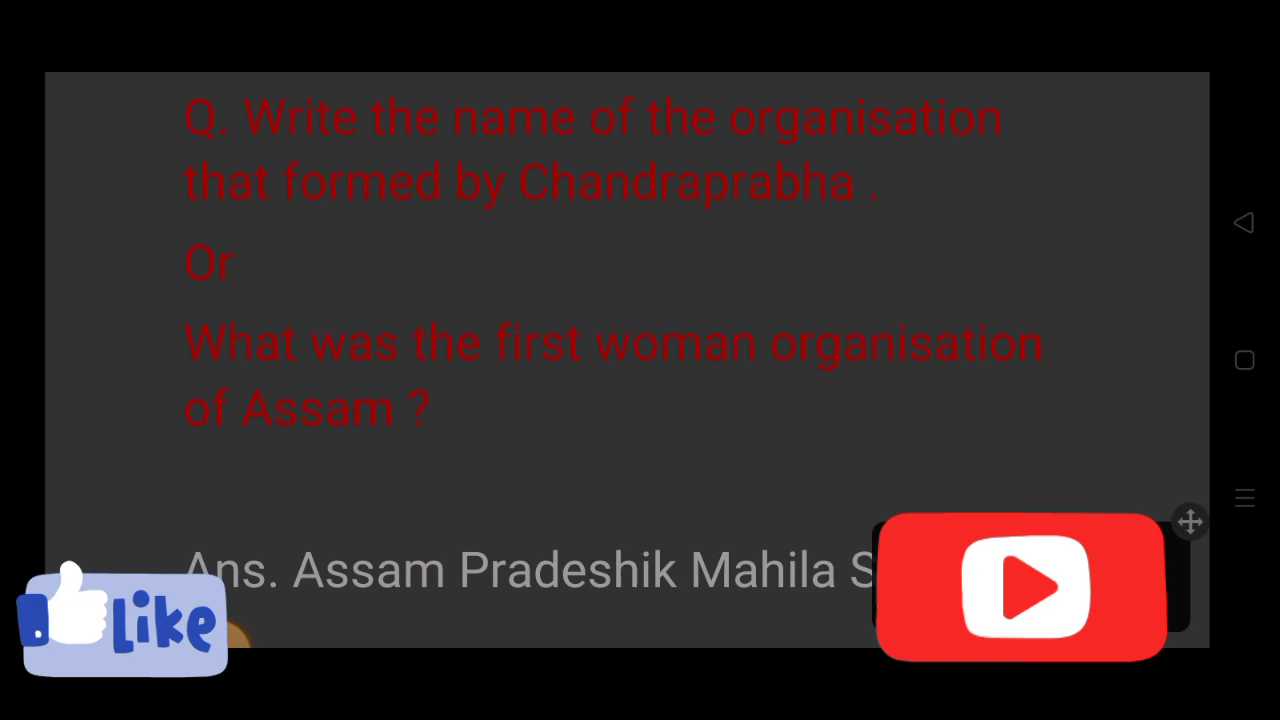 Q. Write the name of the organisation
that formed by Chandraprabha .
Or
What was the first woman organisation
of Assam ?
Ans. Assam Pradeshik Mahila
Like